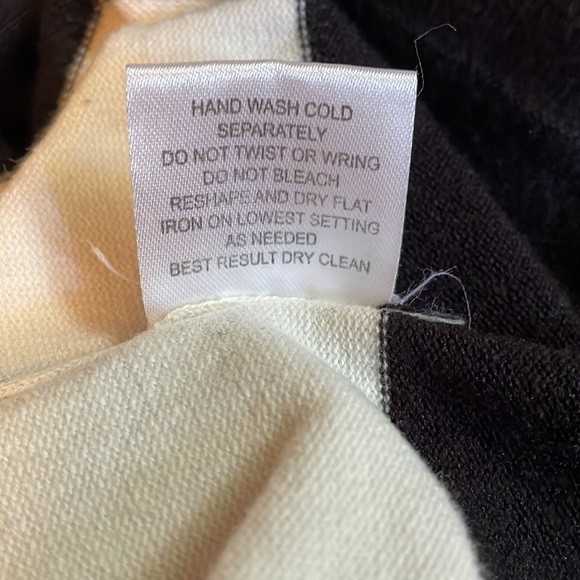 HAND WASH COLD
SEPARATELY
DO NOT TWIST OR WRING
DO NOT BLEACH
RESHAPE AND DRY FLAT
IRON ON LOWEST SETTING
AS NEEDED
BEST RESULT DRY CLEAN